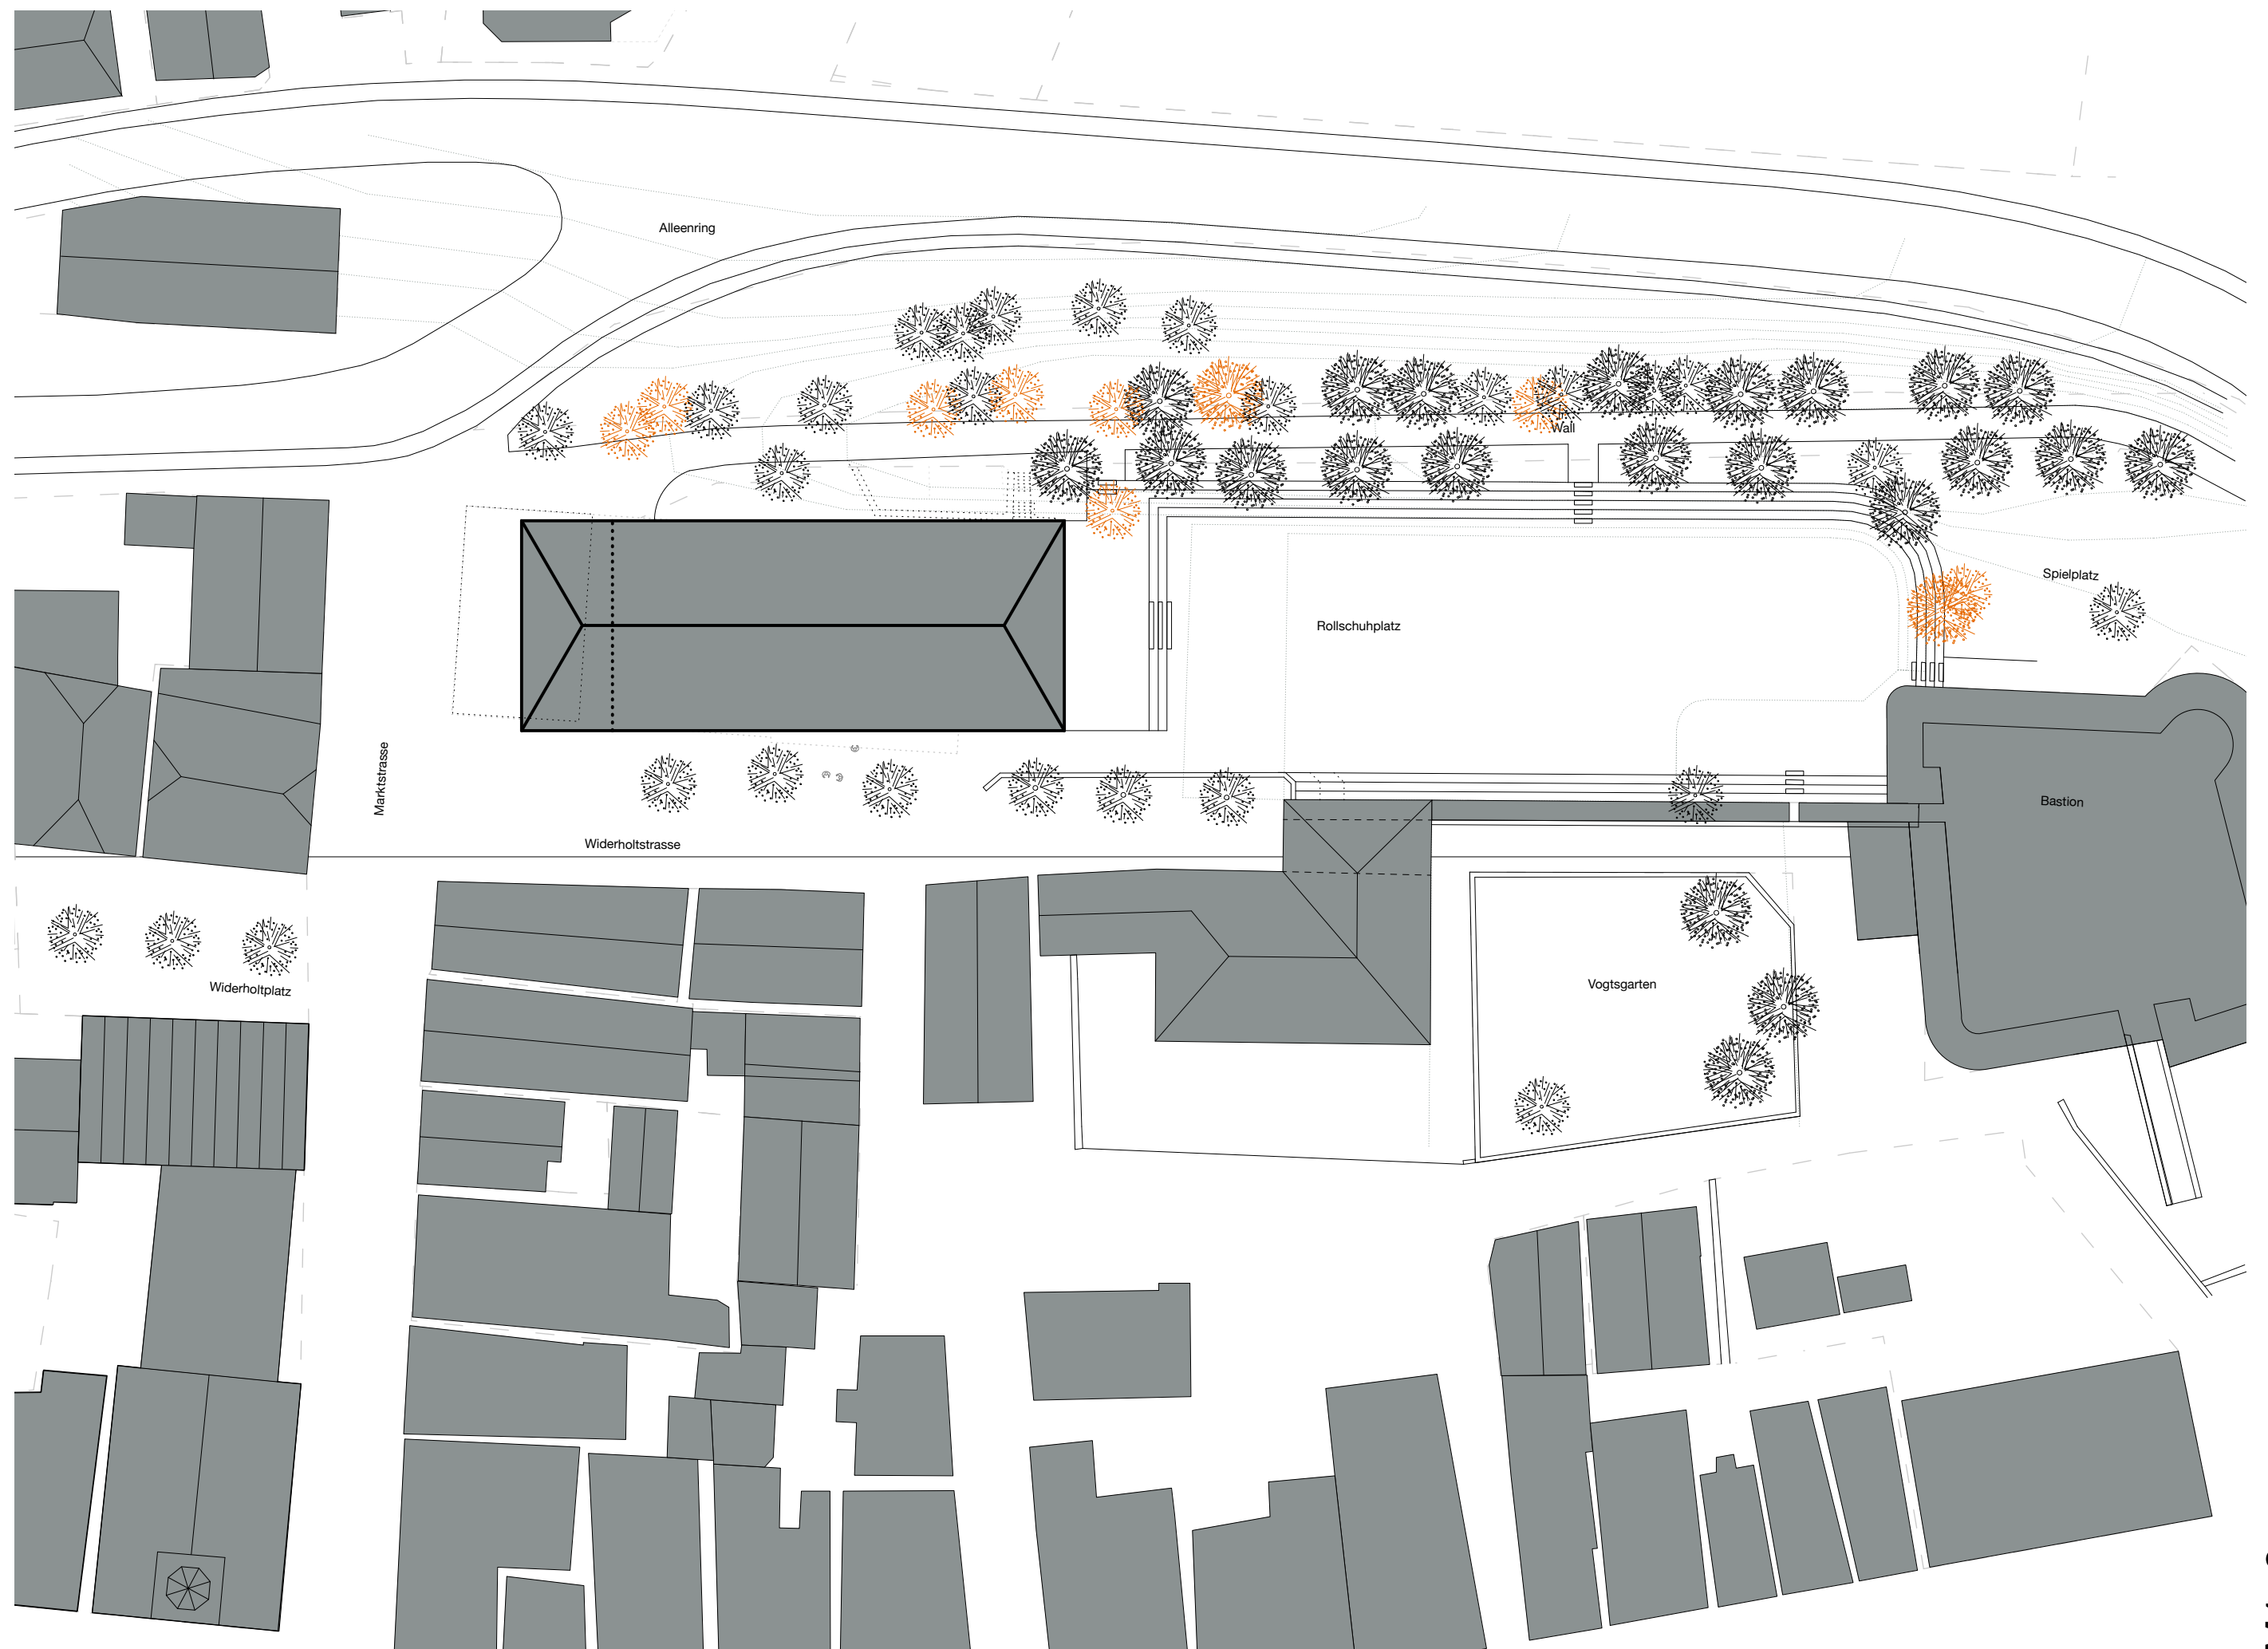 Alleenring
Wall
Spielplatz
Rollschuhplatz
Marktstrasse
Bastion
Widerholtstrasse
Vogtsgarten
Widerholtplatz